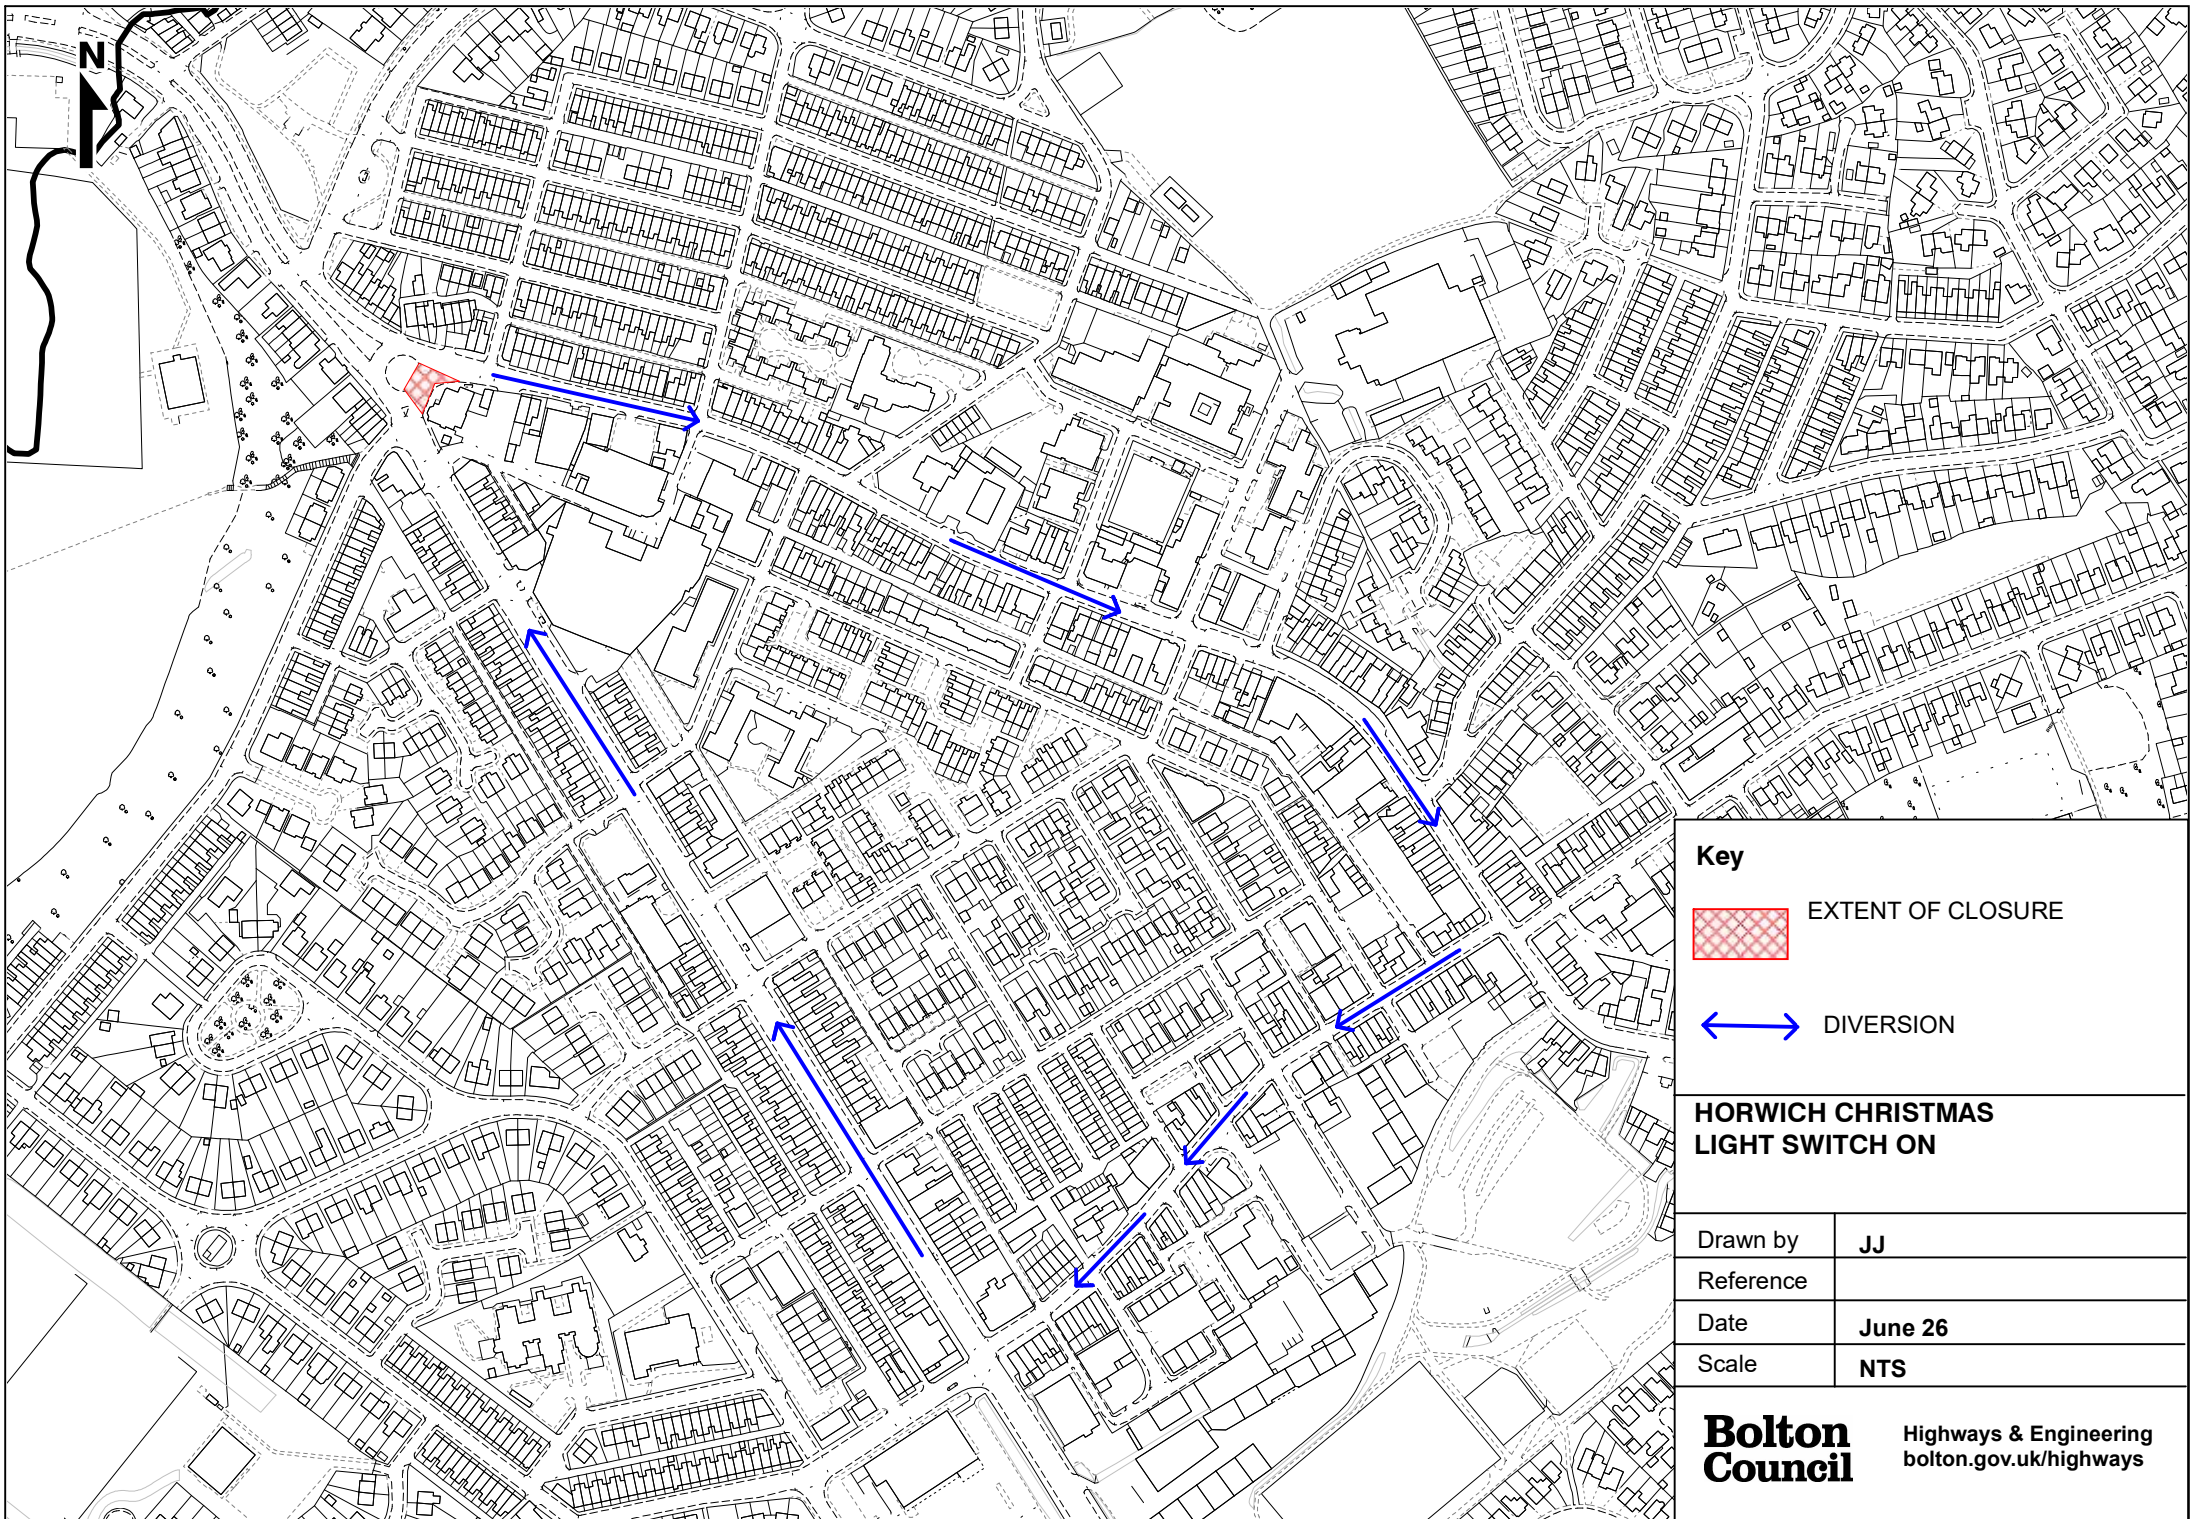 N
Key
EXTENT OF CLOSURE
DIVERSION
HORWICH CHRISTMAS
LIGHT SWITCH ON
Drawn by JJ
Reference
Date June 26
Scale NTS
Bolton
Council
Highways & Engineering
bolton.gov.uk/highways